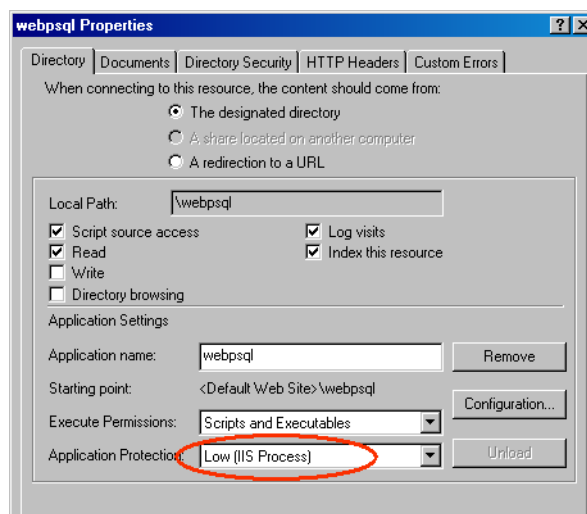 webpsql Properties
Directory Documents Directory Security HTTP Headers Custom Errors
When connecting to this resource, the content should come from:
The designated directory
A share located on another computer
A redirection to a URL
Local Path: \webpsql
Script source access Log visits
Read Index this resource
Write
Directory browsing
Application Settings
Application name: webpsql Remove
Starting point: <Default Web Site>\webpsql
Configuration...
Execute Permissions: Scripts and Executables
Application Protection: Low (IIS Process) Unload